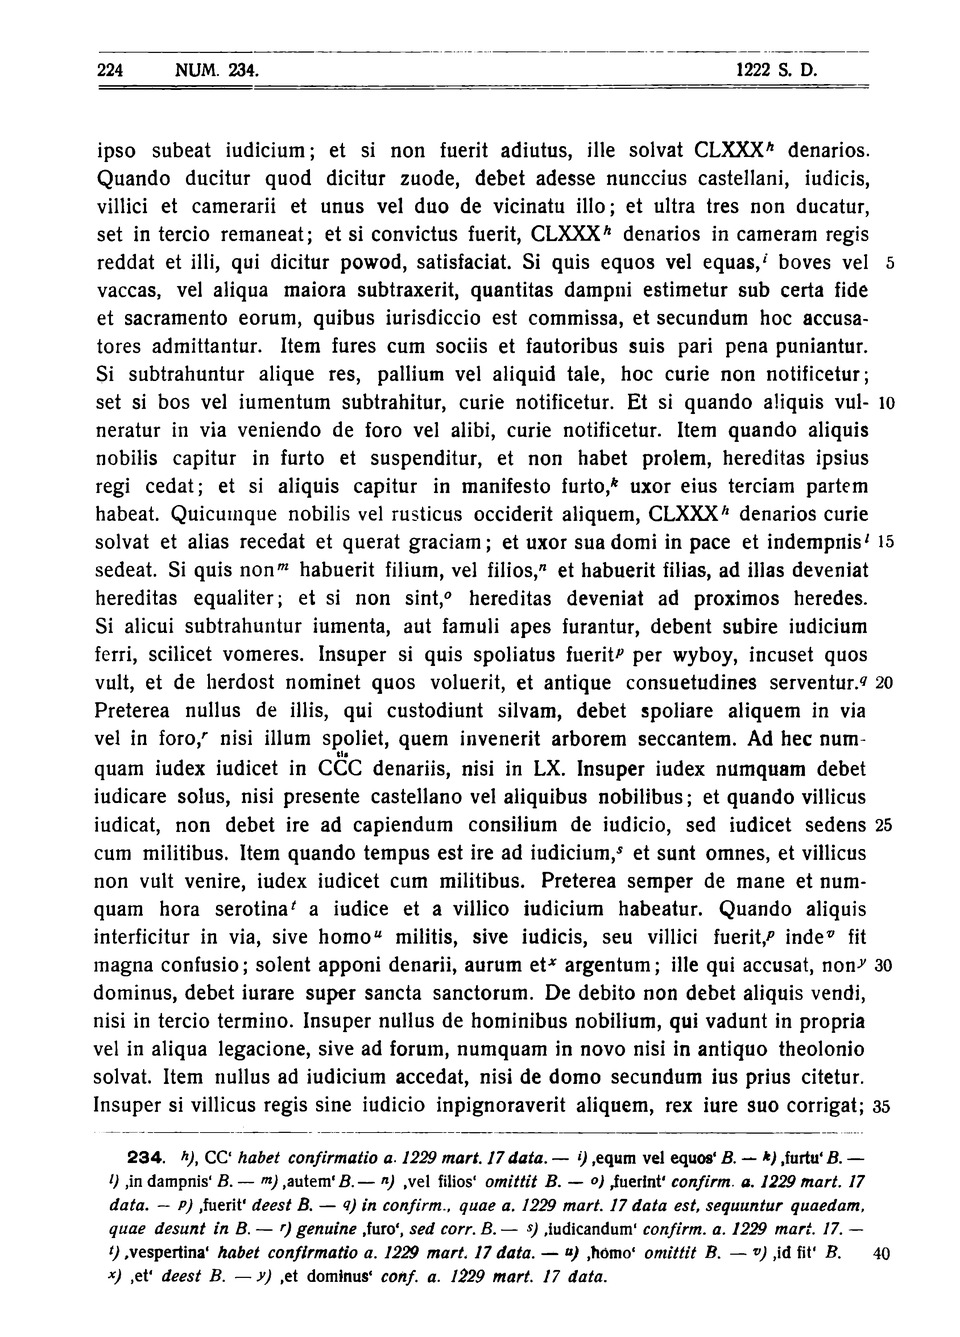 224 NUM. 234. 1222 S. D.
ipso subeat iudicium; et si non fuerit adiutus, ille solvat CLXXXʰ denarios.
Quando ducitur quod dicitur zuode, debet adesse nunccius castellani, iudicis,
villici et camerarii et unus vel duo de vicinatu illo; et ultra tres non ducatur,
set in tercio remaneat; et si convictus fuerit, CLXXXʰ denarios in cameram regis
reddat et illi, qui dicitur powod, satisfaciat. Si quis equos vel equas,ⁱ boves vel 5
vaccas, vel aliqua maiora subtraxerit, quantitas dampni estimetur sub certa fide
et sacramento eorum, quibus iurisdiccio est commissa, et secundum hoc accusa-
tores admittantur. Item fures cum sociis et fautoribus suis pari pena puniantur.
Si subtrahuntur alique res, pallium vel aliquid tale, hoc curie non notificetur;
set si bos vel iumentum subtrahitur, curie notificetur. Et si quando aliquis vul- 10
neratur in via veniendo de foro vel alibi, curie notificetur. Item quando aliquis
nobilis capitur in furto et suspenditur, et non habet prolem, hereditas ipsius
regi cedat; et si aliquis capitur in manifesto furto,ᵏ uxor eius terciam partem
habeat. Quicumque nobilis vel rusticus occiderit aliquem, CLXXXʰ denarios curie
solvat et alias recedat et querat graciam; et uxor sua domi in pace et indempnisˡ 15
sedeat. Si quis nonᵐ habuerit filium, vel filios,ⁿ et habuerit filias, ad illas deveniat
hereditas equaliter; et si non sint,ᵒ hereditas deveniat ad proximos heredes.
Si alicui subtrahuntur iumenta, aut famuli apes furantur, debent subire iudicium
ferri, scilicet vomeres. Insuper si quis spoliatus fueritᵖ per wyboy, incuset quos
vult, et de herdost nominet quos voluerit, et antique consuetudines serventur.q 20
Preterea nullus de illis, qui custodiunt silvam, debet spoliare aliquem in via
vel in foro,ʳ nisi illum spoliet, quem invenerit arborem seccantem. Ad hec num-
quam iudex iudicet in CCCtis denariis, nisi in LX. Insuper iudex numquam debet
iudicare solus, nisi presente castellano vel aliquibus nobilibus; et quando villicus
iudicat, non debet ire ad capiendum consilium de iudicio, sed iudicet sedens 25
cum militibus. Item quando tempus est ire ad iudicium,ˢ et sunt omnes, et villicus
non vult venire, iudex iudicet cum militibus. Preterea semper de mane et num-
quam hora serotinaᵗ a iudice et a villico iudicium habeatur. Quando aliquis
interficitur in via, sive homoᵘ militis, sive iudicis, seu villici fuerit,ᵖ indeᵛ fit
magna confusio; solent apponi denarii, aurum etˣ argentum; ille qui accusat, nonʸ 30
dominus, debet iurare super sancta sanctorum. De debito non debet aliquis vendi,
nisi in tercio termino. Insuper nullus de hominibus nobilium, qui vadunt in propria
vel in aliqua legacione, sive ad forum, numquam in novo nisi in antiquo theolonio
solvat. Item nullus ad iudicium accedat, nisi de domo secundum ius prius citetur.
Insuper si villicus regis sine iudicio inpignoraverit aliquem, rex iure suo corrigat; 35
234. h), CC‘ habet confirmatio a. 1229 mart. 17 data. — i) ‚equm vel equos‘ B. — k) ‚furtu‘ B. —
l) ‚in dampnis‘ B. — m) ‚autem‘ B. — n) ‚vel filios‘ omittit B. — o) ‚fuerint‘ confirm. a. 1229 mart. 17
data. — p) ‚fuerit‘ deest B. — q) in confirm., quae a. 1229 mart. 17 data est, sequuntur quaedam,
quae desunt in B. — r) genuine ‚furo‘, sed corr. B. — s) ‚iudicandum‘ confirm. a. 1229 mart. 17. —
t) ‚vespertina‘ habet confirmatio a. 1229 mart. 17 data. — u) ‚homo‘ omittit B. — v) ‚id fit‘ B. 40
x) ‚et‘ deest B. — y) ‚et dominus‘ conf. a. 1229 mart. 17 data.